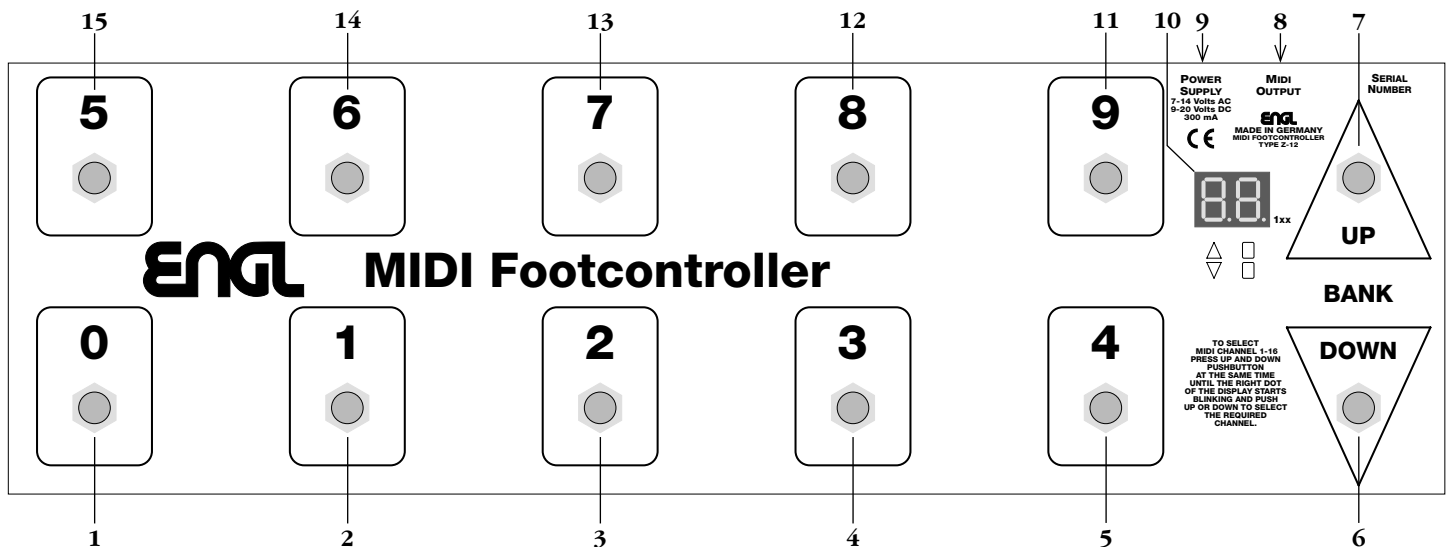 15 14 13 12 11 10 9 8 7
5 6 7 8 9
POWER
SUPPLY
7-14 Volts AC
9-20 Volts DC
300 mA
CE
MIDI
OUTPUT
ENGL
MADE IN GERMANY
MIDI FOOTCONTROLLER
TYPE Z-12
SERIAL
NUMBER
88. 1xx
UP
ENGL MIDI Footcontroller
BANK
0 1 2 3 4
TO SELECT
MIDI CHANNEL 1-16
PRESS UP AND DOWN
PUSHBUTTON
AT THE SAME TIME
UNTIL THE RIGHT DOT
OF THE DISPLAY STARTS
BLINKING AND PUSH
UP OR DOWN TO SELECT
THE REQUIRED
CHANNEL.
DOWN
1 2 3 4 5 6